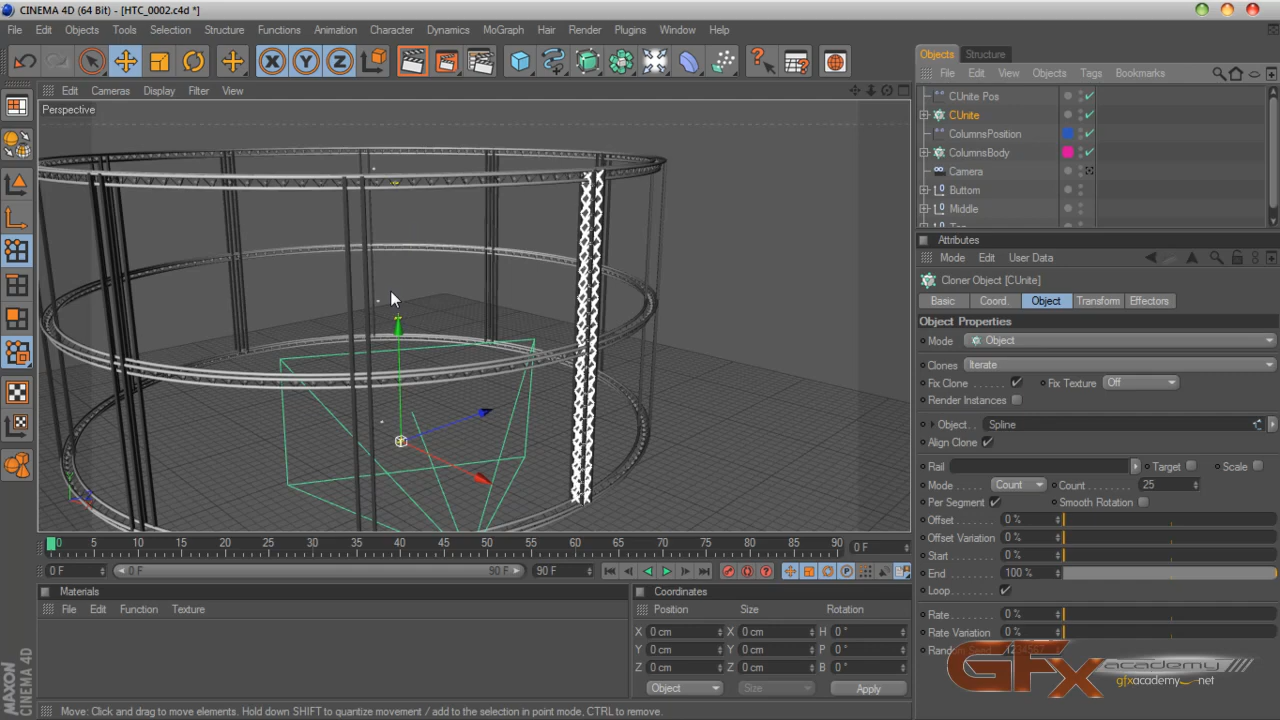 CINEMA 4D (64 Bit) - [HTC_0002.c4d *]
File Edit Objects Tools Selection Structure Functions Animation Character Dynamics MoGraph Hair Render Plugins Window Help
Objects Structure
File Edit View Objects Tags Bookmarks
Edit Cameras Display Filter View
Perspective
CUnite Pos
CUnite
ColumnsPosition
ColumnsBody
Camera
Buttom
Middle
Attributes
Mode Edit User Data
Cloner Object [CUnite]
Basic Coord. Object Transform Effectors
Object Properties
Mode Object
Clones Iterate
Fix Clone Fix Texture Off
Render Instances
Object Spline
Align Clone
Rail Target Scale
Mode Count Count 25
Per Segment Smooth Rotation
Offset 0 %
Offset Variation 0 %
Start 0 %
End 100 %
Loop
Rate 0 %
Rate Variation 0 %
Random Seed
GFx academy
gfxacademy.net
0 5 10 15 20 25 30 35 40 45 50 55 60 65 70 75 80 85 90 0 F
0 F 0 F 90 F 90 F
Materials
File Edit Function Texture
Coordinates
Position Size Rotation
X 0 cm X 0 cm H 0 °
Y 0 cm Y 0 cm P 0 °
Z 0 cm Z 0 cm B 0 °
Object Size Apply
MAXON CINEMA 4D
Move: Click and drag to move elements. Hold down SHIFT to quantize movement / add to the selection in point mode, CTRL to remove.